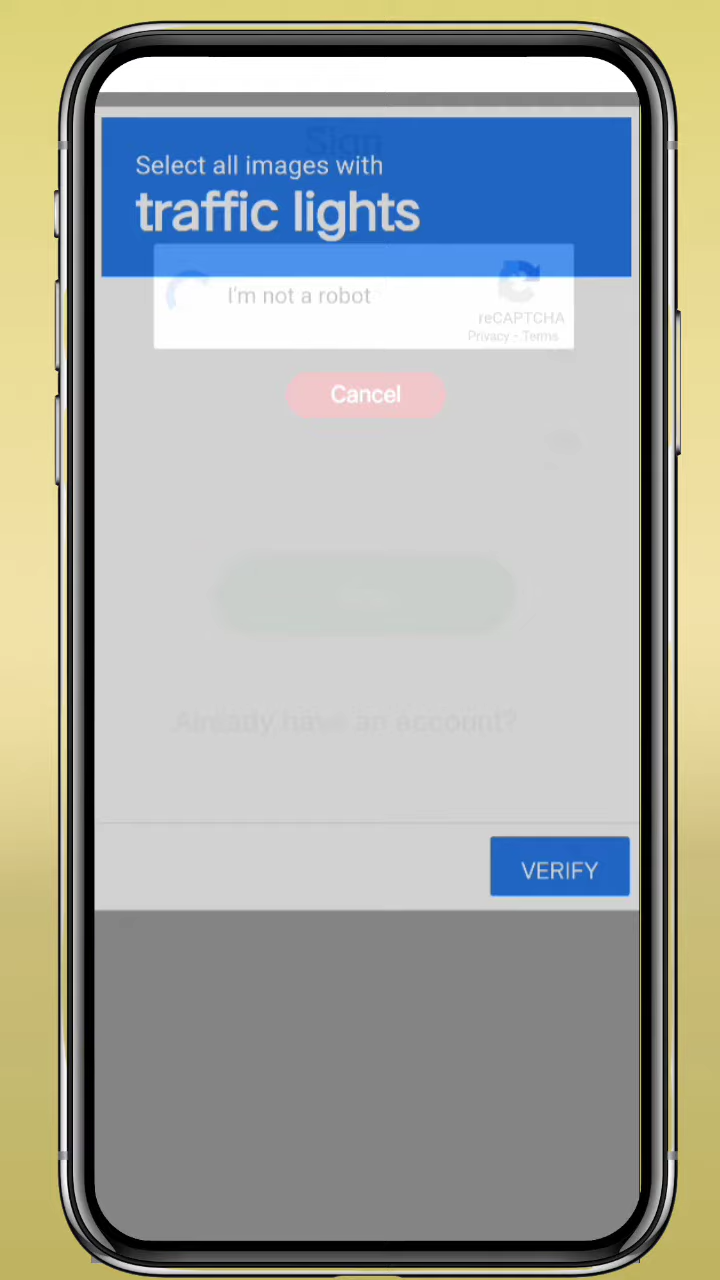 Sign
Select all images with
traffic lights
I'm not a robot
reCAPTCHA
Privacy - Terms
Cancel
Already have an account?
VERIFY